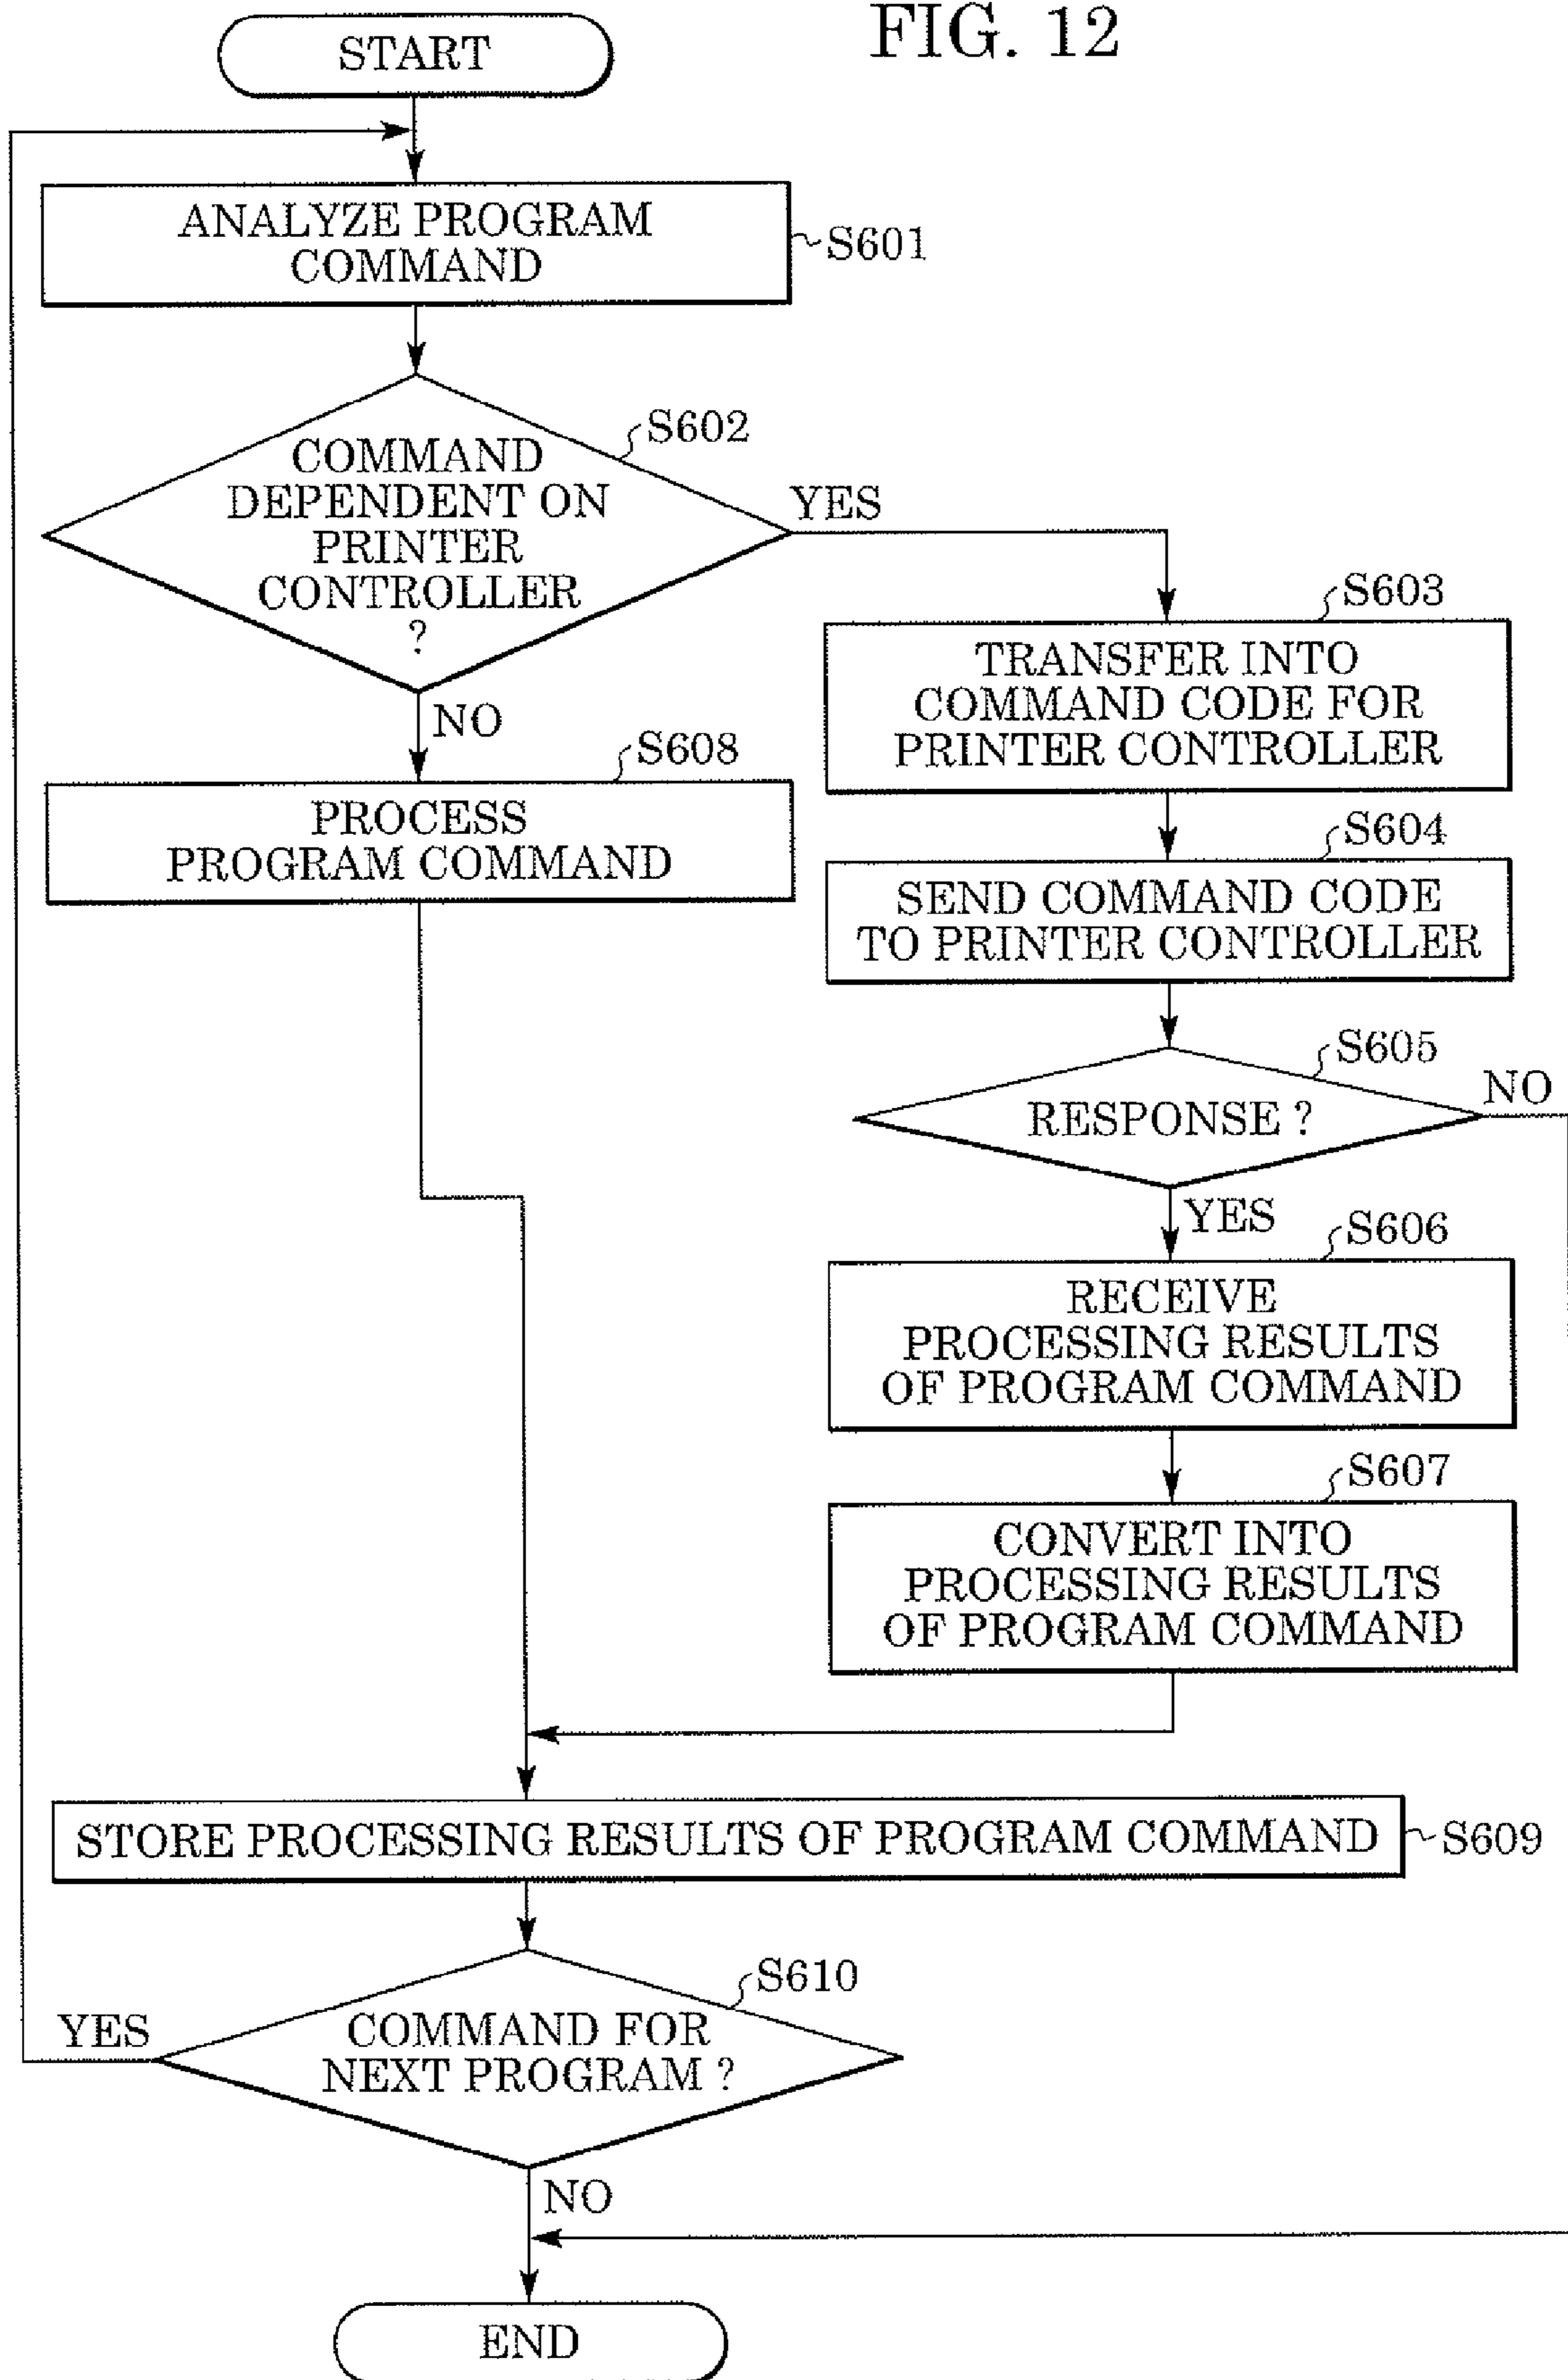 FIG. 12
START
ANALYZE PROGRAM
COMMAND
S601
S602
COMMAND
DEPENDENT ON
PRINTER
CONTROLLER
?
YES
NO
S603
TRANSFER INTO
COMMAND CODE FOR
PRINTER CONTROLLER
S608
PROCESS
PROGRAM COMMAND
S604
SEND COMMAND CODE
TO PRINTER CONTROLLER
S605
RESPONSE ?
NO
YES
S606
RECEIVE
PROCESSING RESULTS
OF PROGRAM COMMAND
S607
CONVERT INTO
PROCESSING RESULTS
OF PROGRAM COMMAND
STORE PROCESSING RESULTS OF PROGRAM COMMAND
S609
S610
COMMAND FOR
NEXT PROGRAM ?
YES
NO
END